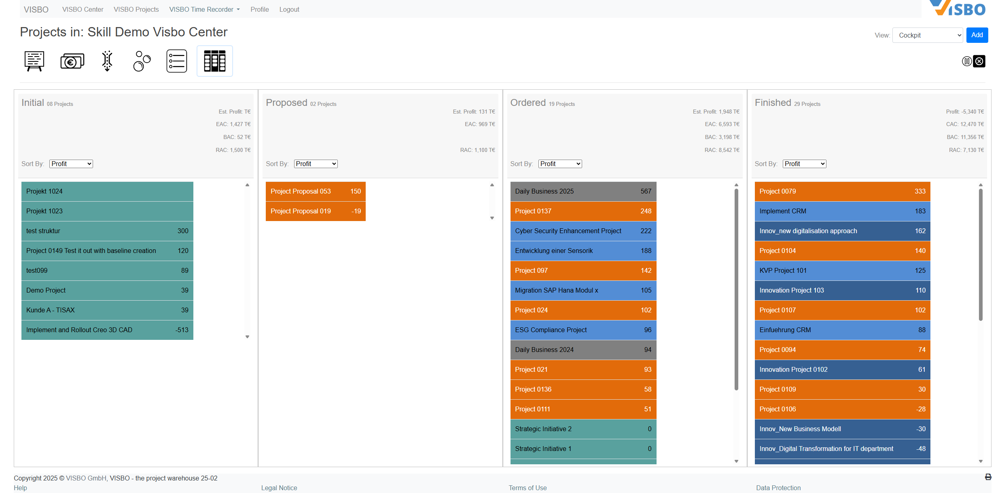 VISBO VISBO Center VISBO Projects VISBO Time Recorder Profile Logout
VISBO
Projects in: Skill Demo Visbo Center
View: Cockpit Add
Initial 08 Projects
Est. Profit: T€
EAC: 1,427 T€
BAC: 52 T€
RAC: 1,500 T€
Sort By: Profit
Projekt 1024
Projekt 1023
test struktur 300
Project 0149 Test it out with baseline creation 120
test099 89
Demo Project 39
Kunde A - TISAX 39
Implement and Rollout Creo 3D CAD -513
Proposed 02 Projects
Est. Profit: 131 T€
EAC: 969 T€
RAC: 1,100 T€
Sort By: Profit
Project Proposal 053 150
Project Proposal 019 -19
Ordered 19 Projects
Est. Profit: 1,948 T€
EAC: 6,593 T€
BAC: 3,198 T€
RAC: 8,542 T€
Sort By: Profit
Daily Business 2025 567
Project 0137 248
Cyber Security Enhancement Project 222
Entwicklung einer Sensorik 188
Project 097 142
Migration SAP Hana Modul x 105
Project 024 102
ESG Compliance Project 96
Daily Business 2024 94
Project 021 93
Project 0136 58
Project 0111 51
Strategic Initiative 2 0
Strategic Initiative 1 0
Finished 29 Projects
Profit: -5,340 T€
CAC: 12,470 T€
BAC: 11,356 T€
RAC: 7,130 T€
Sort By: Profit
Project 0079 333
Implement CRM 183
Innov_new digitalisation approach 162
Project 0104 140
KVP Project 101 125
Innovation Project 103 110
Project 0107 102
Einfuehrung CRM 88
Project 0094 74
Innovation Project 0102 61
Project 0109 30
Project 0106 -28
Innov_New Business Modell -30
Innov_Digital Transformation for IT department -48
Copyright 2025 © VISBO GmbH, VISBO - the project warehouse 25-02
Help Legal Notice Terms of Use Data Protection